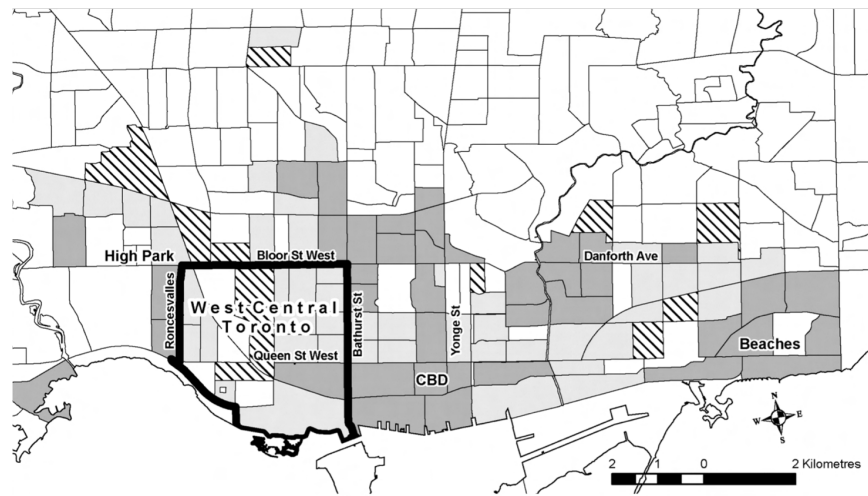 High Park
Bloor St West
Danforth Ave
Roncesvalles
West Central
Toronto
Bathurst St
Yonge St
Queen St West
Beaches
CBD
N
W E
S
2 1 0 2 Kilometres